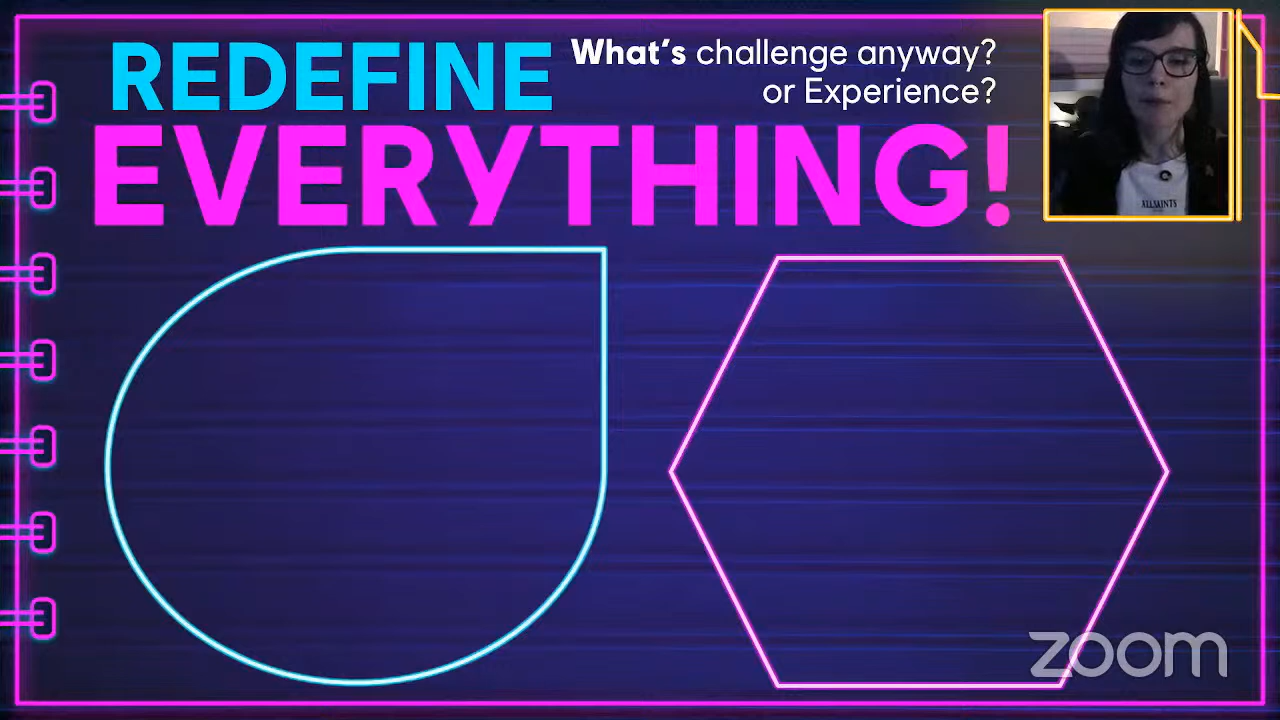 REDEFINE
What's challenge anyway?
or Experience?
EVERYTHING!
ALLSAINTS
zoom